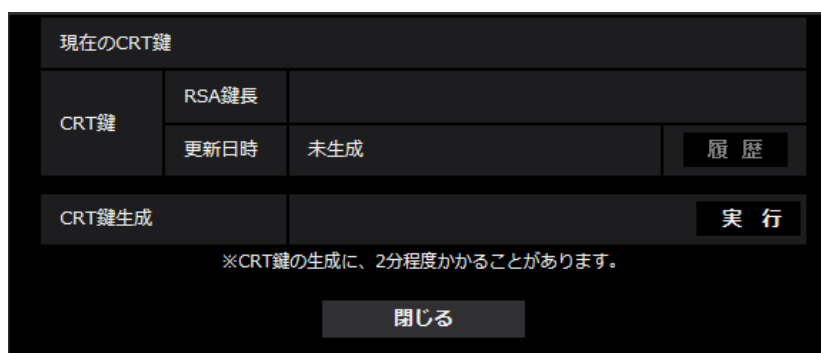 現在のCRT鍵
CRT鍵
RSA鍵長
更新日時 未生成 履歴
CRT鍵生成 実行
※CRT鍵の生成に、2分程度かかることがあります。
閉じる